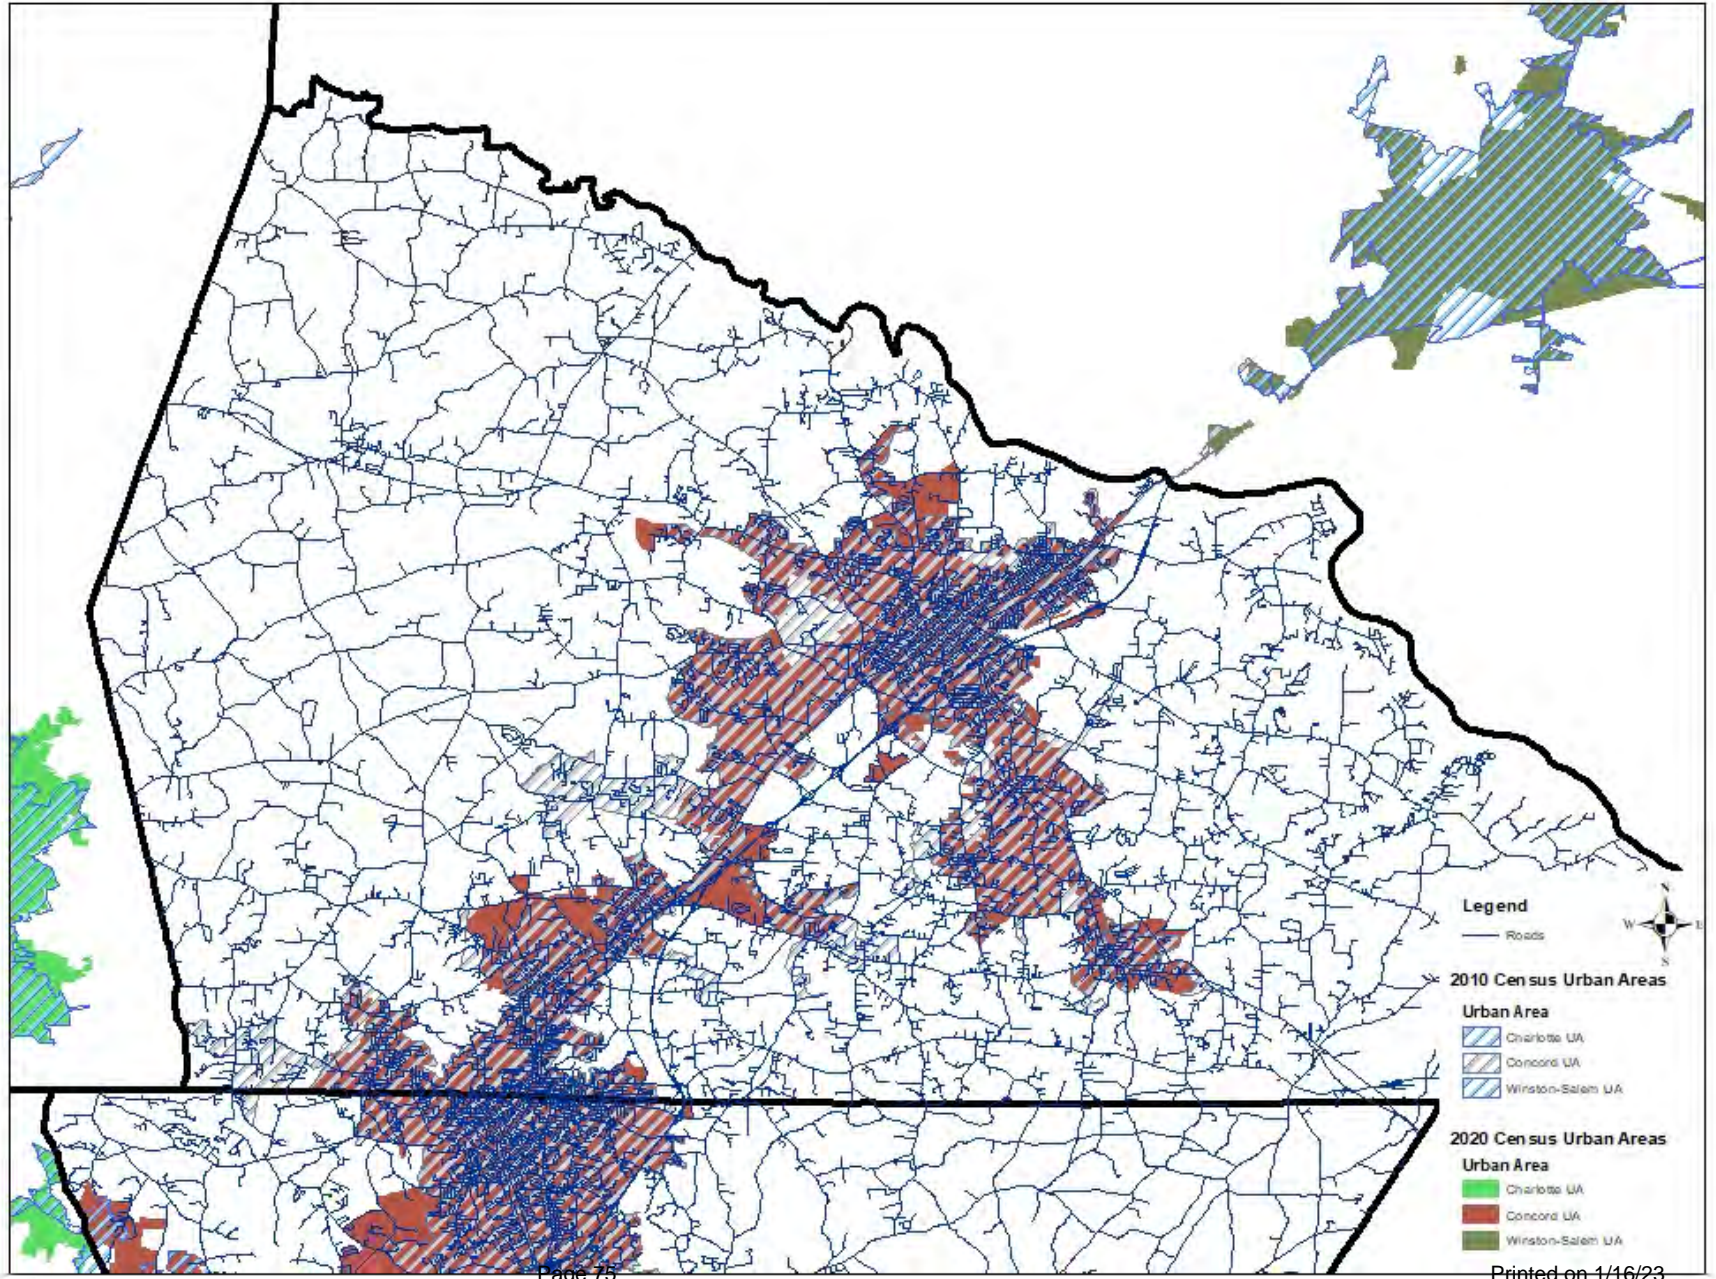 Legend
N
W E
S
Roads
2010 Census Urban Areas
Urban Area
Charlotte UA
Concord UA
Winston-Salem UA
2020 Census Urban Areas
Urban Area
Charlotte UA
Concord UA
Winston-Salem UA
Page 75
Printed on 1/16/23